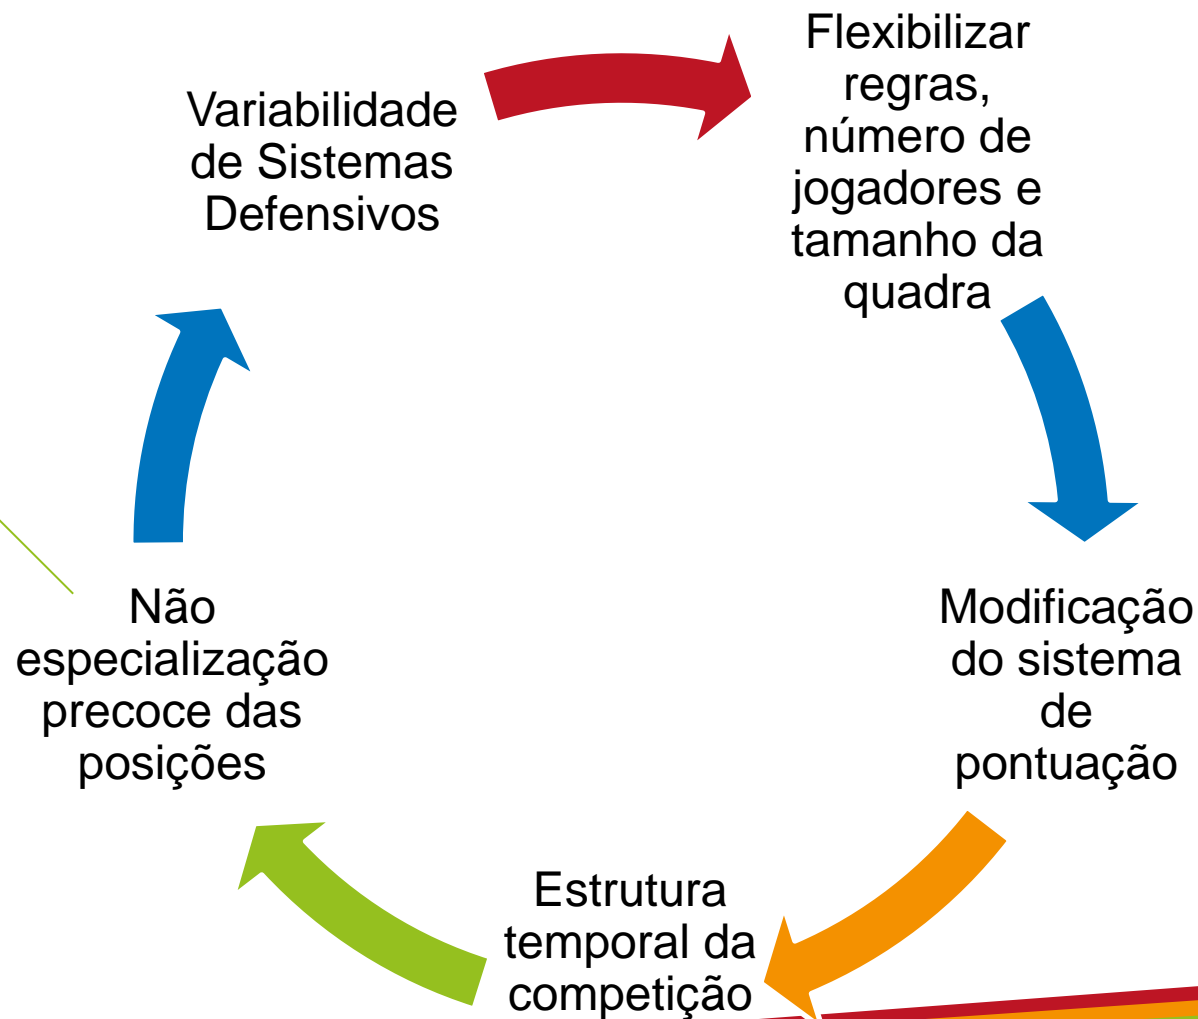 Variabilidade
de Sistemas
Defensivos
Flexibilizar
regras,
número de
jogadores e
tamanho da
quadra
Modificação
do sistema
de
pontuação
Estrutura
temporal da
competição
Não
especialização
precoce das
posições